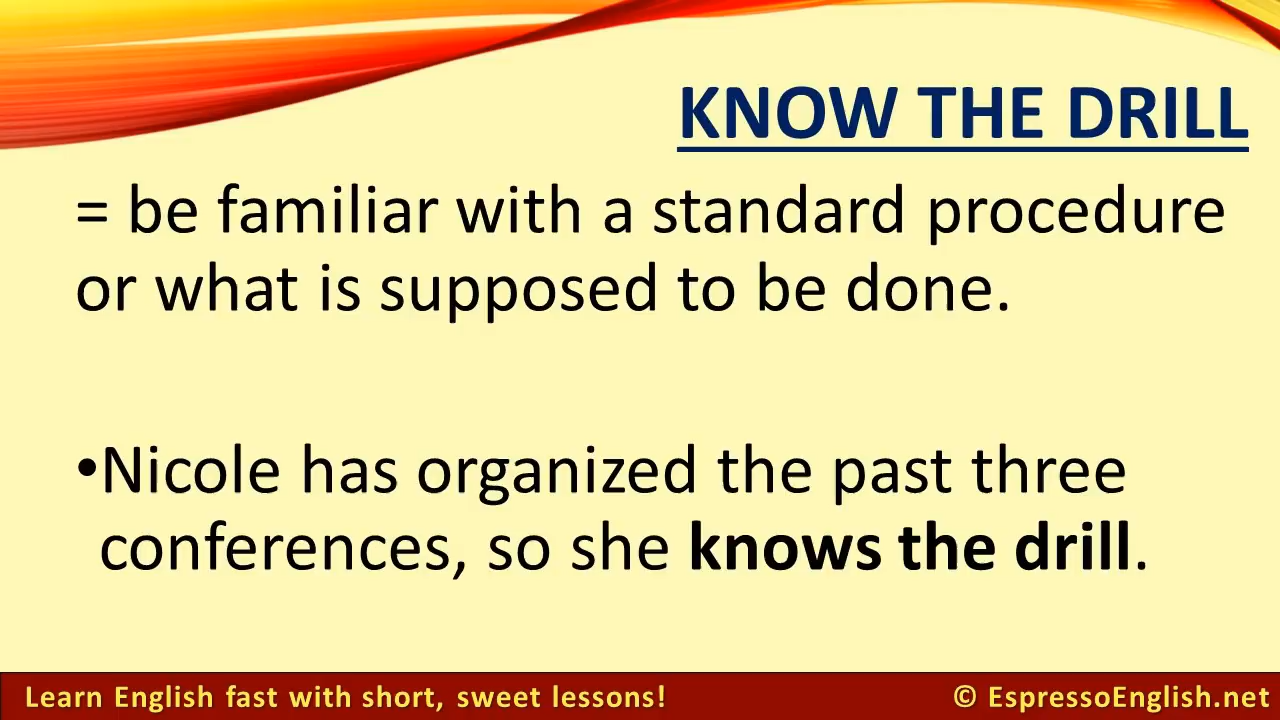 KNOW THE DRILL
= be familiar with a standard procedure
or what is supposed to be done.
•Nicole has organized the past three
conferences, so she knows the drill.
Learn English fast with short, sweet lessons!
© EspressoEnglish.net